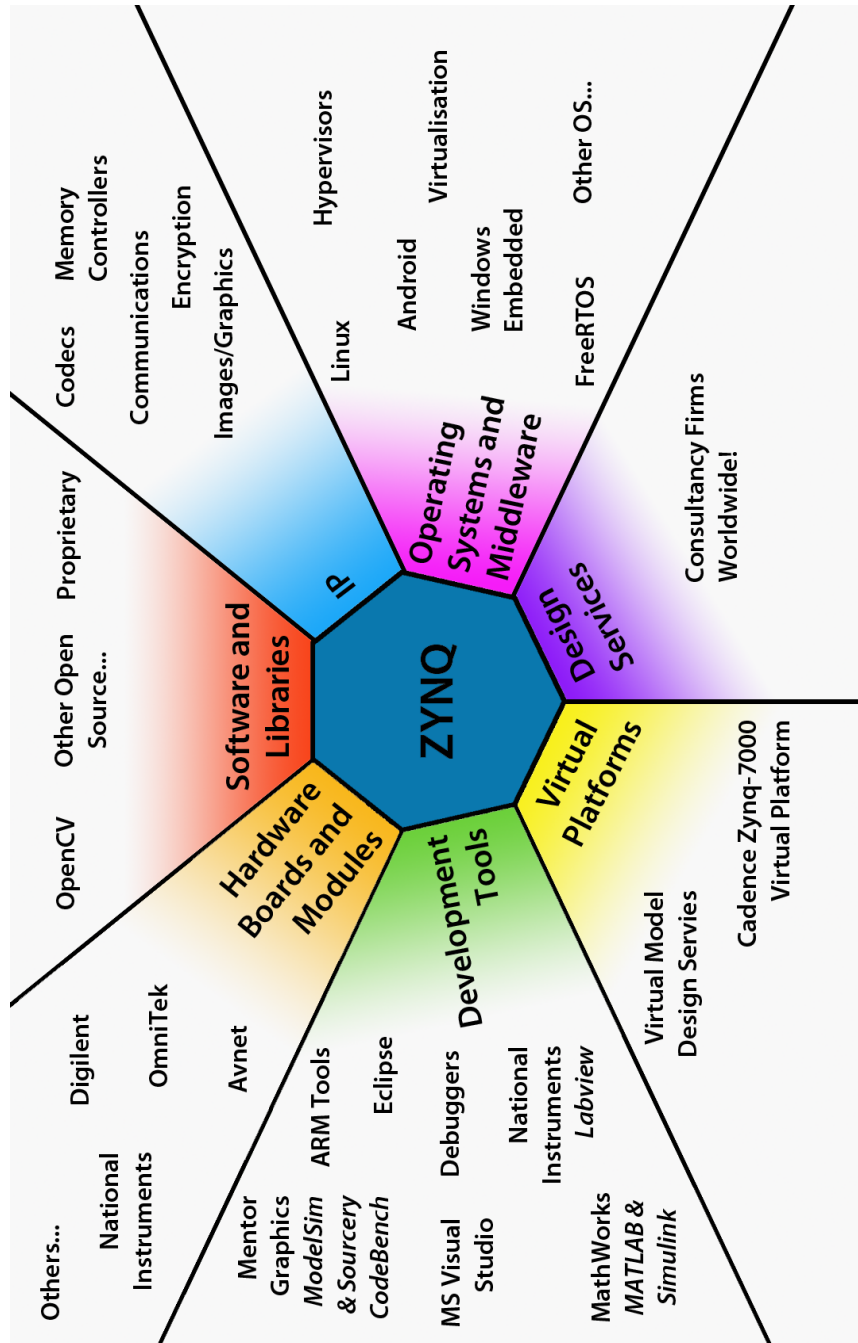 ZYNQ
Software and
Libraries
OpenCV
Other Open
Source...
Proprietary
IP
Codecs
Memory
Controllers
Communications
Encryption
Images/Graphics
Operating
Systems and
Middleware
Linux
Hypervisors
Android
Virtualisation
Windows
Embedded
FreeRTOS
Other OS...
Design
Services
Consultancy Firms
Worldwide!
Virtual
Platforms
Virtual Model
Design Servies
Cadence Zynq-7000
Virtual Platform
Development
Tools
ARM Tools
Eclipse
Debuggers
National
Instruments
Labview
Mentor
Graphics
ModelSim
& Sourcery
CodeBench
MS Visual
Studio
MathWorks
MATLAB &
Simulink
Hardware
Boards and
Modules
Digilent
OmniTek
Avnet
National
Instruments
Others...